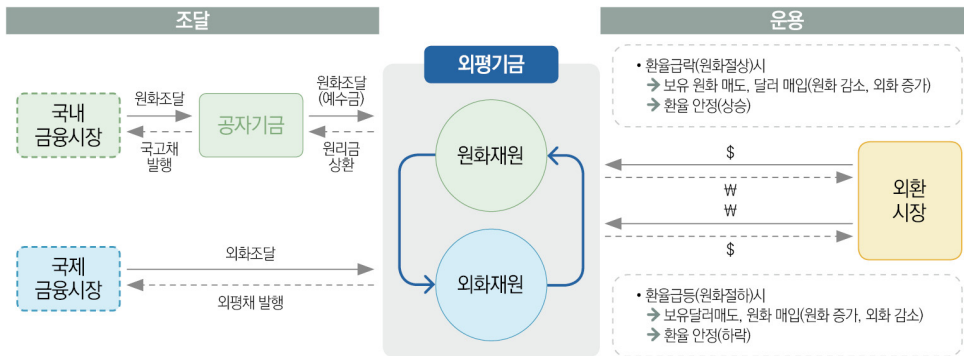 조달
운용
외평기금
국내
금융시장
원화조달
국고채
발행
공자기금
원화조달
(예수금)
원리금
상환
원화재원
외화재원
국제
금융시장
외화조달
외평채 발행
• 환율급락(원화절상)시
→ 보유 원화 매도, 달러 매입(원화 감소, 외화 증가)
→ 환율 안정(상승)
$
₩
₩
$
외환
시장
• 환율급등(원화절하)시
→ 보유달러매도, 원화 매입(원화 증가, 외화 감소)
→ 환율 안정(하락)